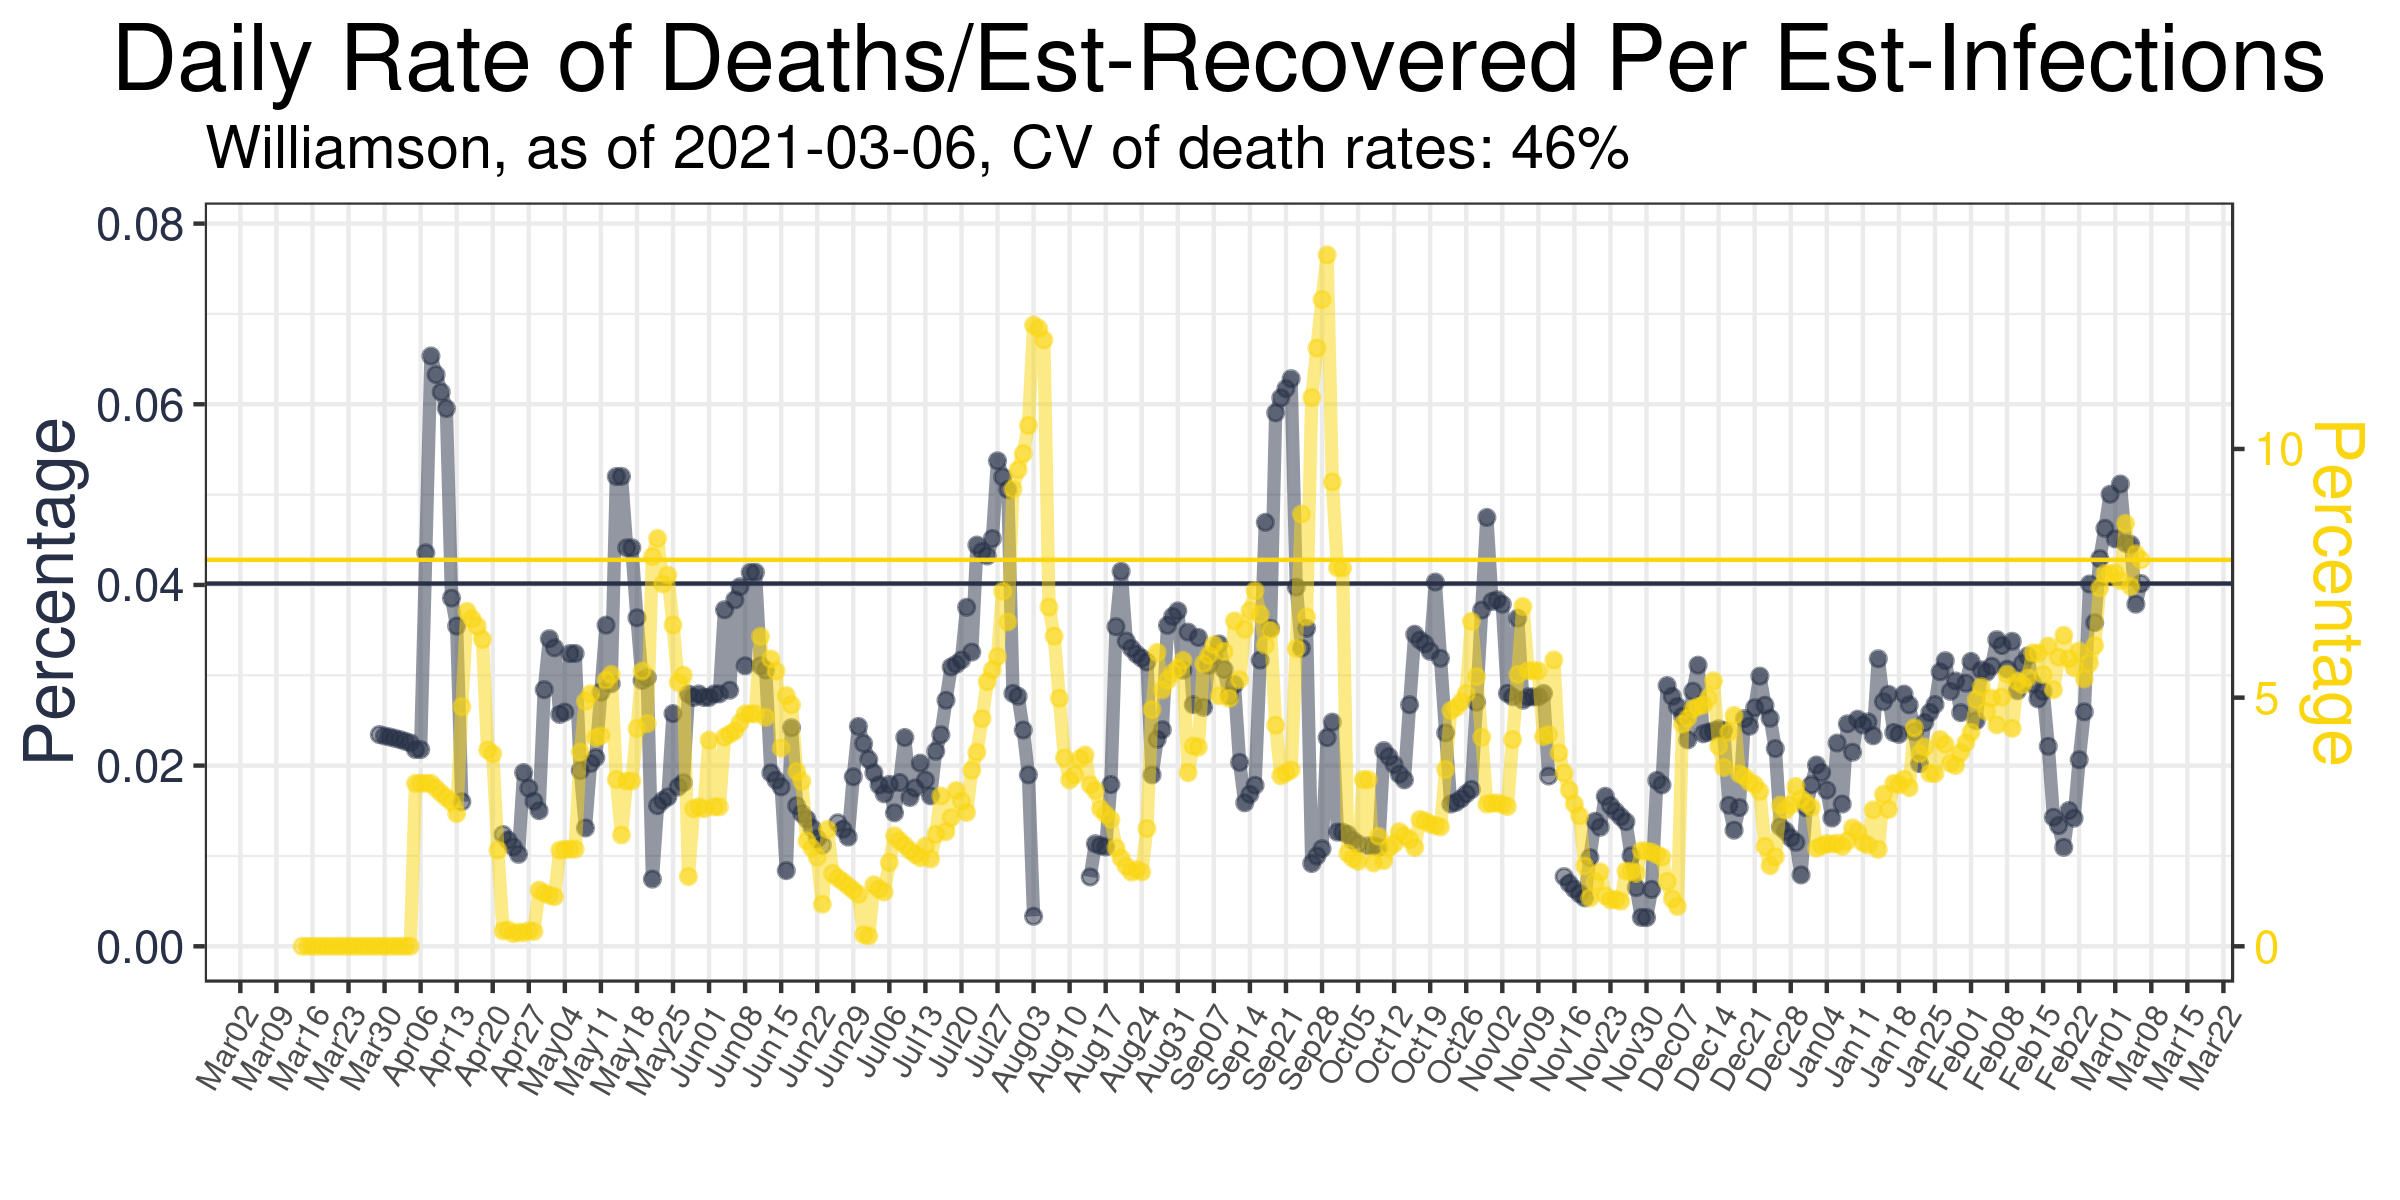 Daily Rate of Deaths/Est-Recovered Per Est-Infections
Williamson, as of 2021-03-06, CV of death rates: 46%
Percentage
0.08
0.06
0.04
0.02
0.00
10
5
0
Percentage
Mar02
Mar09
Mar16
Mar23
Mar30
Apr06
Apr13
Apr20
Apr27
May04
May11
May18
May25
Jun01
Jun08
Jun15
Jun22
Jun29
Jul06
Jul13
Jul20
Jul27
Aug03
Aug10
Aug17
Aug24
Aug31
Sep07
Sep14
Sep21
Sep28
Oct05
Oct12
Oct19
Oct26
Nov02
Nov09
Nov16
Nov23
Nov30
Dec07
Dec14
Dec21
Dec28
Jan04
Jan11
Jan18
Jan25
Feb01
Feb08
Feb15
Feb22
Mar01
Mar08
Mar15
Mar22